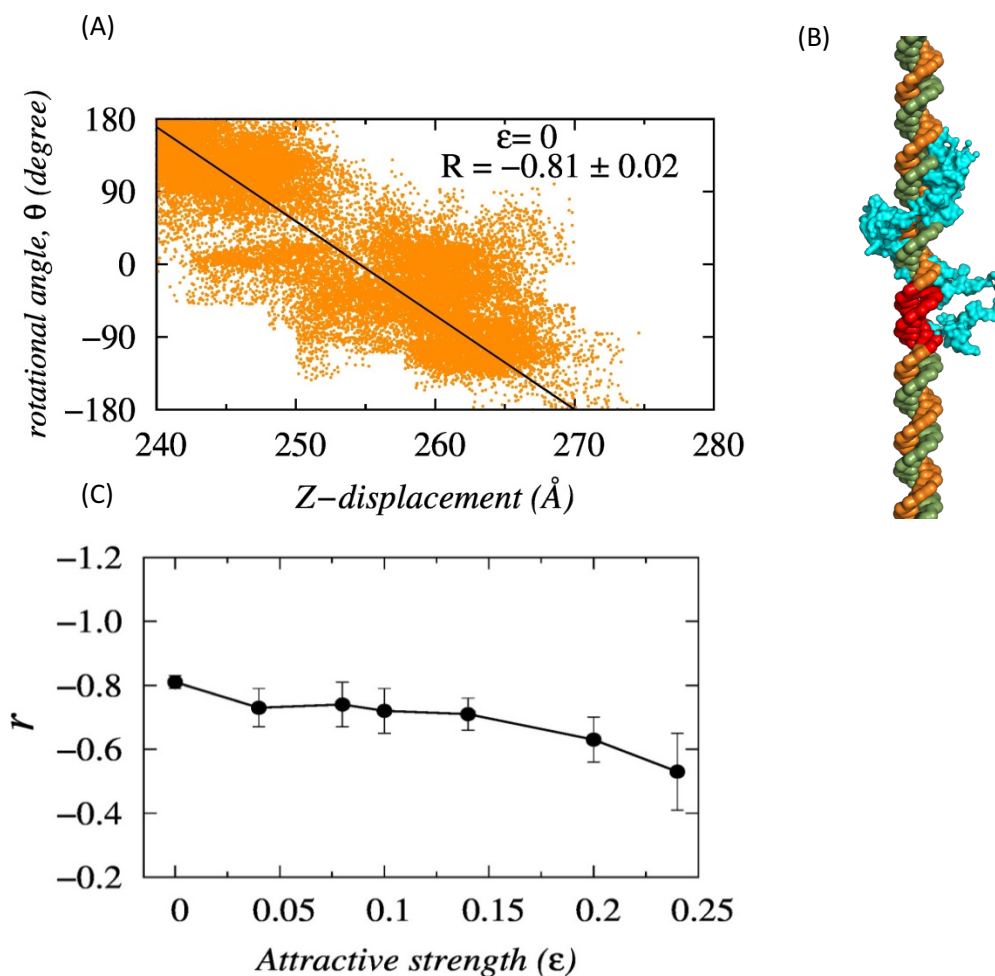 (A)
(B)
180
90
0
−90
−180
rotational angle, θ (degree)
ε= 0
R = −0.81 ± 0.02
240 250 260 270 280
Z−displacement (Å)
(C)
−1.2
−1.0
−0.8
−0.6
−0.4
−0.2
r
0 0.05 0.1 0.15 0.2 0.25
Attractive strength (ε)